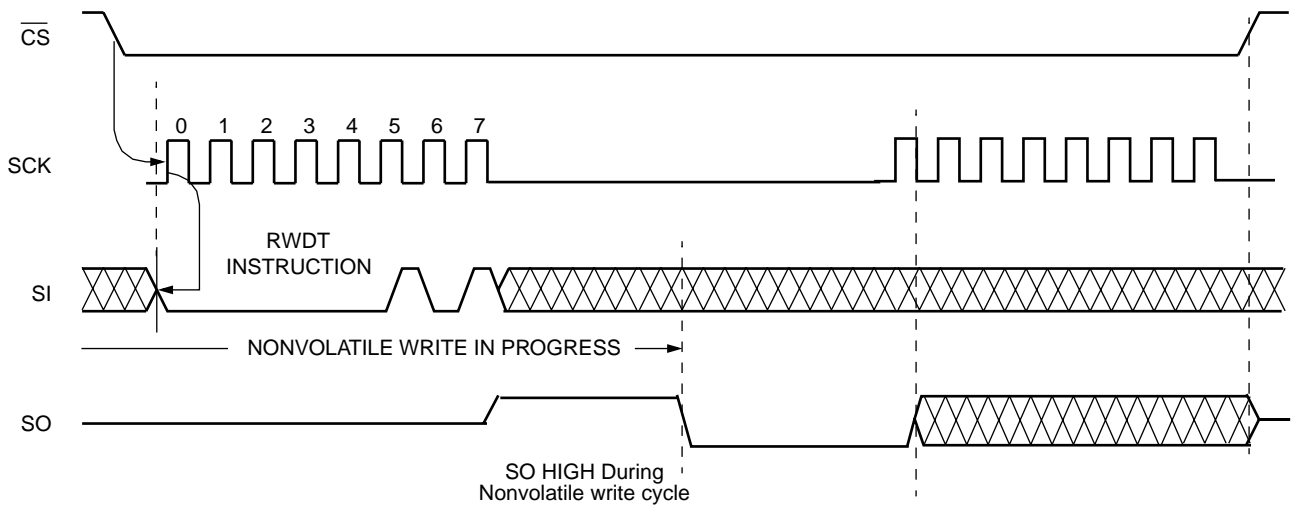 CS
0 1 2 3 4 5 6 7
SCK
RWDT
INSTRUCTION
SI
NONVOLATILE WRITE IN PROGRESS
SO
SO HIGH During
Nonvolatile write cycle